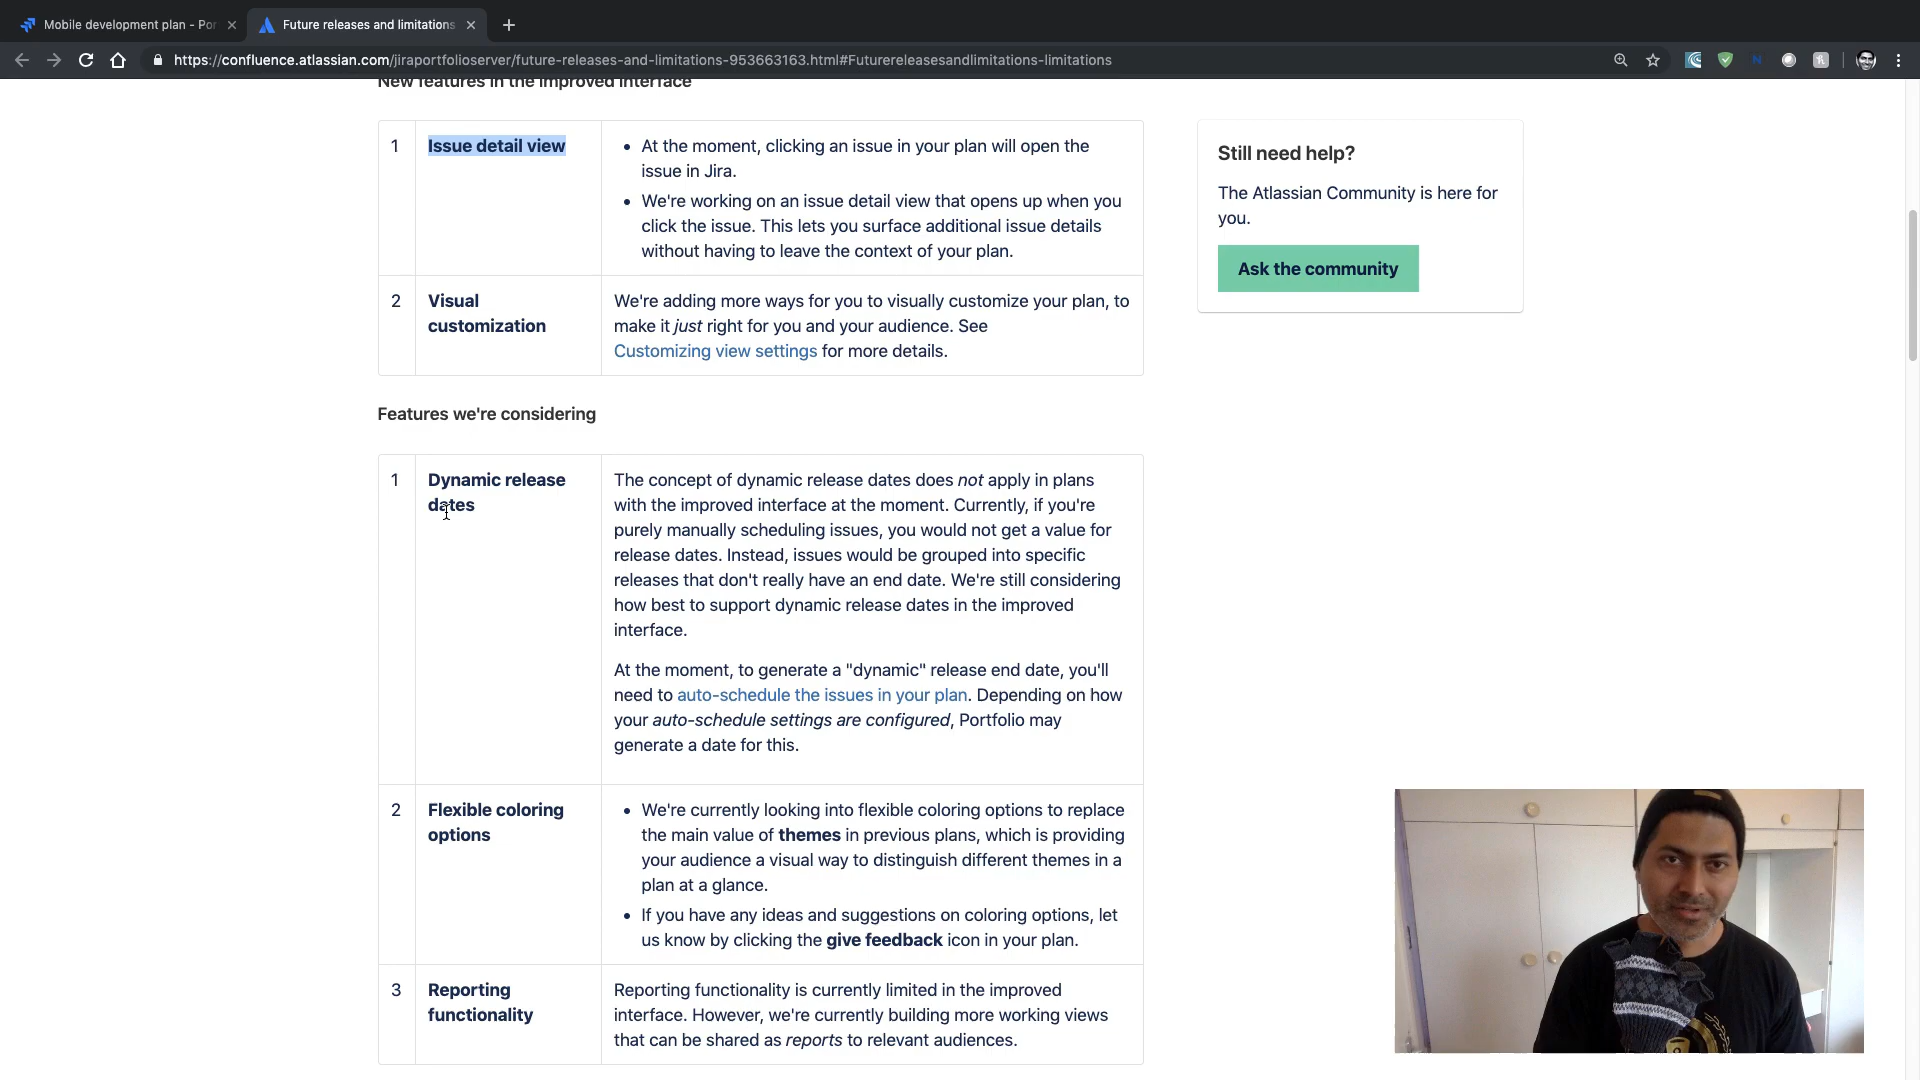 Mobile development plan - Por
Future releases and limitations
https://confluence.atlassian.com/jiraportfolioserver/future-releases-and-limitations-953663163.html#Futurereleasesandlimitations-limitations
New features in the improved interface
1
Issue detail view
• At the moment, clicking an issue in your plan will open the
issue in Jira.
• We're working on an issue detail view that opens up when you
click the issue. This lets you surface additional issue details
without having to leave the context of your plan.
2
Visual
customization
We're adding more ways for you to visually customize your plan, to
make it just right for you and your audience. See
Customizing view settings for more details.
Still need help?
The Atlassian Community is here for
you.
Ask the community
Features we're considering
1
Dynamic release
dates
The concept of dynamic release dates does not apply in plans
with the improved interface at the moment. Currently, if you're
purely manually scheduling issues, you would not get a value for
release dates. Instead, issues would be grouped into specific
releases that don't really have an end date. We're still considering
how best to support dynamic release dates in the improved
interface.
At the moment, to generate a "dynamic" release end date, you'll
need to auto-schedule the issues in your plan. Depending on how
your auto-schedule settings are configured, Portfolio may
generate a date for this.
2
Flexible coloring
options
• We're currently looking into flexible coloring options to replace
the main value of themes in previous plans, which is providing
your audience a visual way to distinguish different themes in a
plan at a glance.
• If you have any ideas and suggestions on coloring options, let
us know by clicking the give feedback icon in your plan.
3
Reporting
functionality
Reporting functionality is currently limited in the improved
interface. However, we're currently building more working views
that can be shared as reports to relevant audiences.